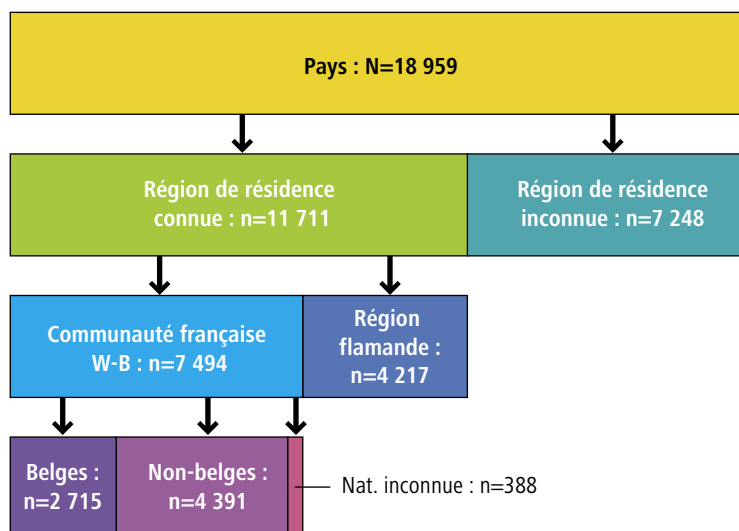 Pays : N=18 959
Région de résidence
connue : n=11 711
Région de résidence
inconnue : n=7 248
Communauté française
W-B : n=7 494
Région
flamande :
n=4 217
Belges :
n=2 715
Non-belges :
n=4 391
Nat. inconnue : n=388